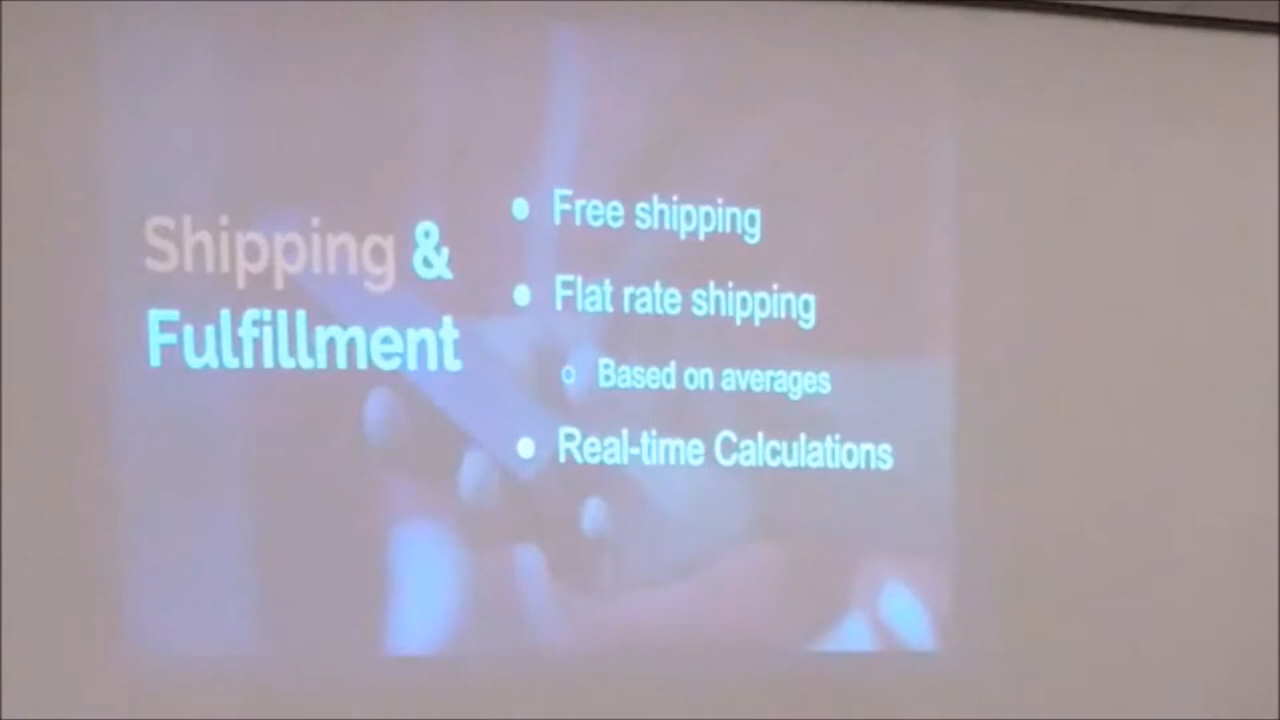 Shipping &
Fulfillment
• Free shipping
• Flat rate shipping
○ Based on averages
• Real-time Calculations